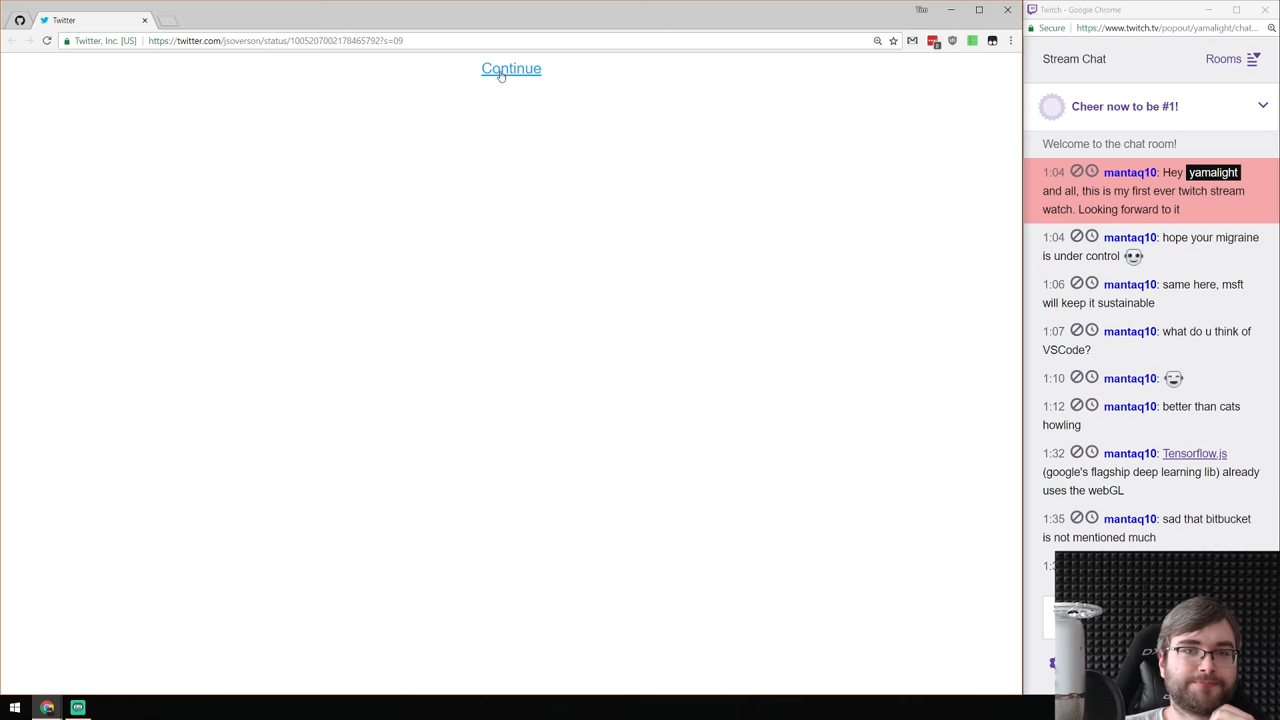 Twitter
Tim
Twitter, Inc. [US]
https://twitter.com/jsoverson/status/1005207002178465792?s=09
Continue
Twitch - Google Chrome
Secure
https://www.twitch.tv/popout/yamalight/chat...
Stream Chat
Rooms
Cheer now to be #1!
Welcome to the chat room!
1:04 mantaq10: Hey yamalight
and all, this is my first ever twitch stream
watch. Looking forward to it
1:04 mantaq10: hope your migraine
is under control
1:06 mantaq10: same here, msft
will keep it sustainable
1:07 mantaq10: what do u think of
VSCode?
1:10 mantaq10:
1:12 mantaq10: better than cats
howling
1:32 mantaq10: Tensorflow.js
(google's flagship deep learning lib) already
uses the webGL
1:35 mantaq10: sad that bitbucket
is not mentioned much